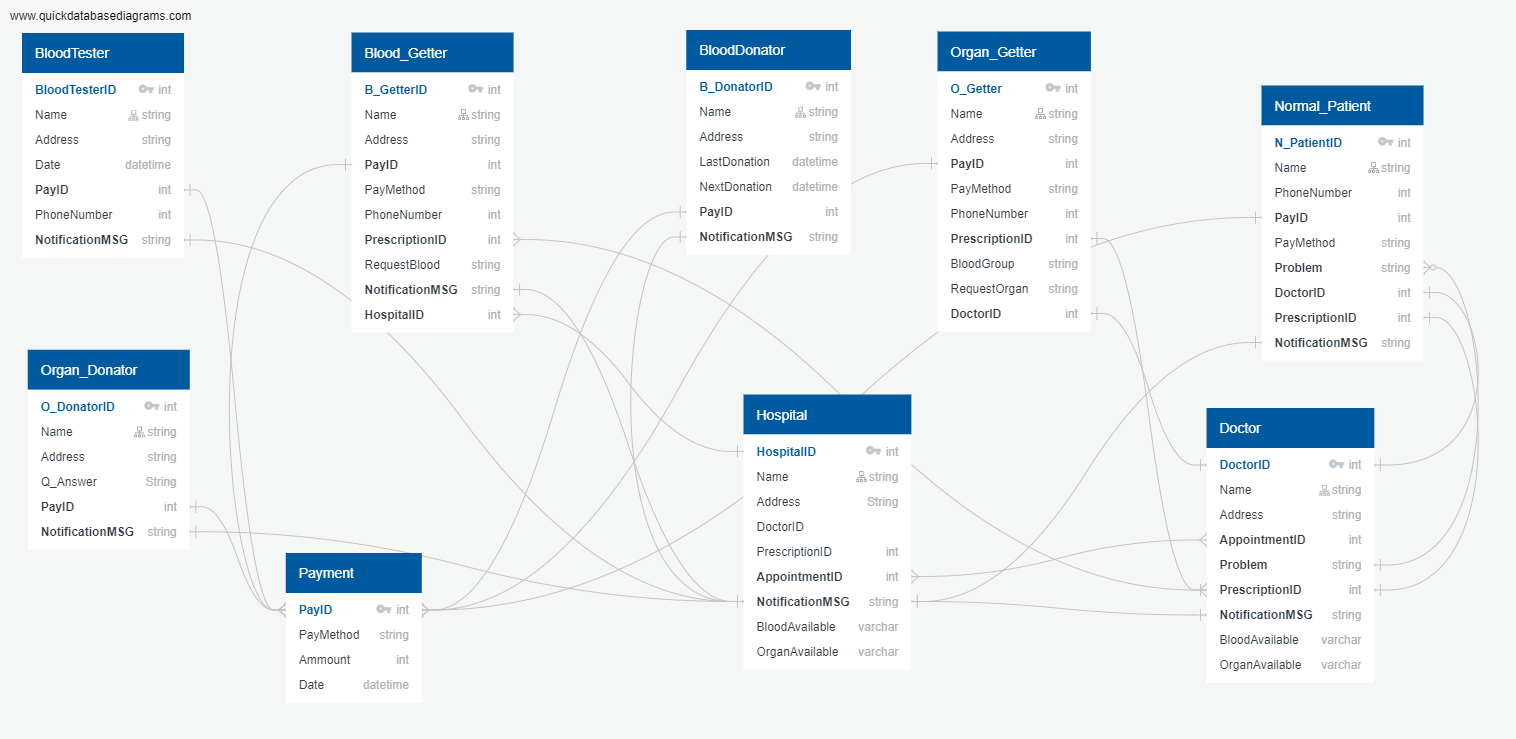 www.quickdatabasediagrams.com
BloodTester
BloodTesterID int
Name string
Address string
Date datetime
PayID int
PhoneNumber int
NotificationMSG string
Blood_Getter
B_GetterID int
Name string
Address string
PayID int
PayMethod string
PhoneNumber int
PrescriptionID int
RequestBlood string
NotificationMSG string
HospitalID int
BloodDonator
B_DonatorID int
Name string
Address string
LastDonation datetime
NextDonation datetime
PayID int
NotificationMSG string
Organ_Getter
O_Getter int
Name string
Address string
PayID int
PayMethod string
PhoneNumber int
PrescriptionID int
BloodGroup string
RequestOrgan string
DoctorID int
Normal_Patient
N_PatientID int
Name string
PhoneNumber int
PayID int
PayMethod string
Problem string
DoctorID int
PrescriptionID int
NotificationMSG string
Organ_Donator
O_DonatorID int
Name string
Address string
Q_Answer String
PayID int
NotificationMSG string
Payment
PayID int
PayMethod string
Ammount int
Date datetime
Hospital
HospitalID int
Name string
Address String
DoctorID
PrescriptionID int
AppointmentID int
NotificationMSG string
BloodAvailable varchar
OrganAvailable varchar
Doctor
DoctorID int
Name string
Address string
AppointmentID int
Problem string
PrescriptionID int
NotificationMSG string
BloodAvailable varchar
OrganAvailable varchar